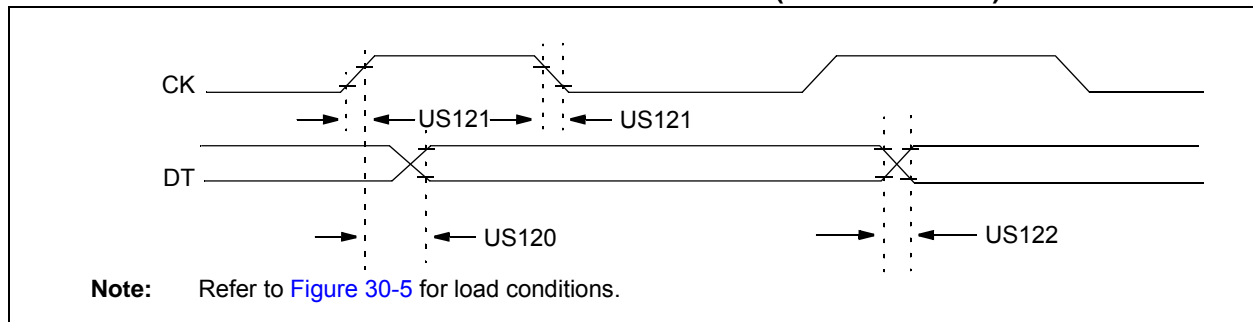 CK
US121 US121
DT
US120 US122
Note: Refer to Figure 30-5 for load conditions.